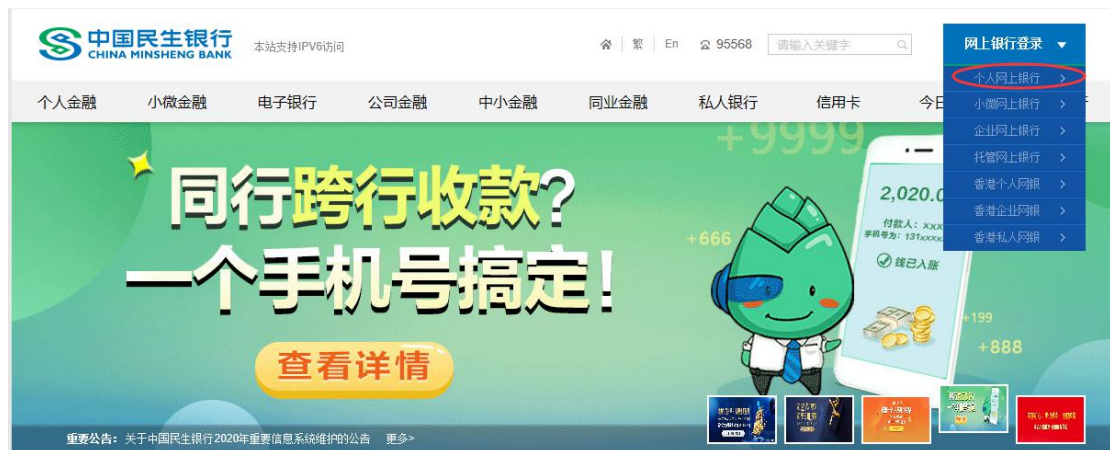 中国民生银行
CHINA MINSHENG BANK
本站支持IPV6访问
繁
En
95568
请输入关键字
网上银行登录
个人网上银行
小微网上银行
企业网上银行
托管网上银行
香港个人网银
香港企业网银
香港私人网银
个人金融
小微金融
电子银行
公司金融
中小金融
同业金融
私人银行
信用卡
今日
+9999
同行跨行收款?
一个手机号搞定!
查看详情
+666
2,020.0
付款人：xxx
手机号为：131xxxx
钱已入账
+199
+888
重要公告：关于中国民生银行2020年重要信息系统维护的公告 更多>